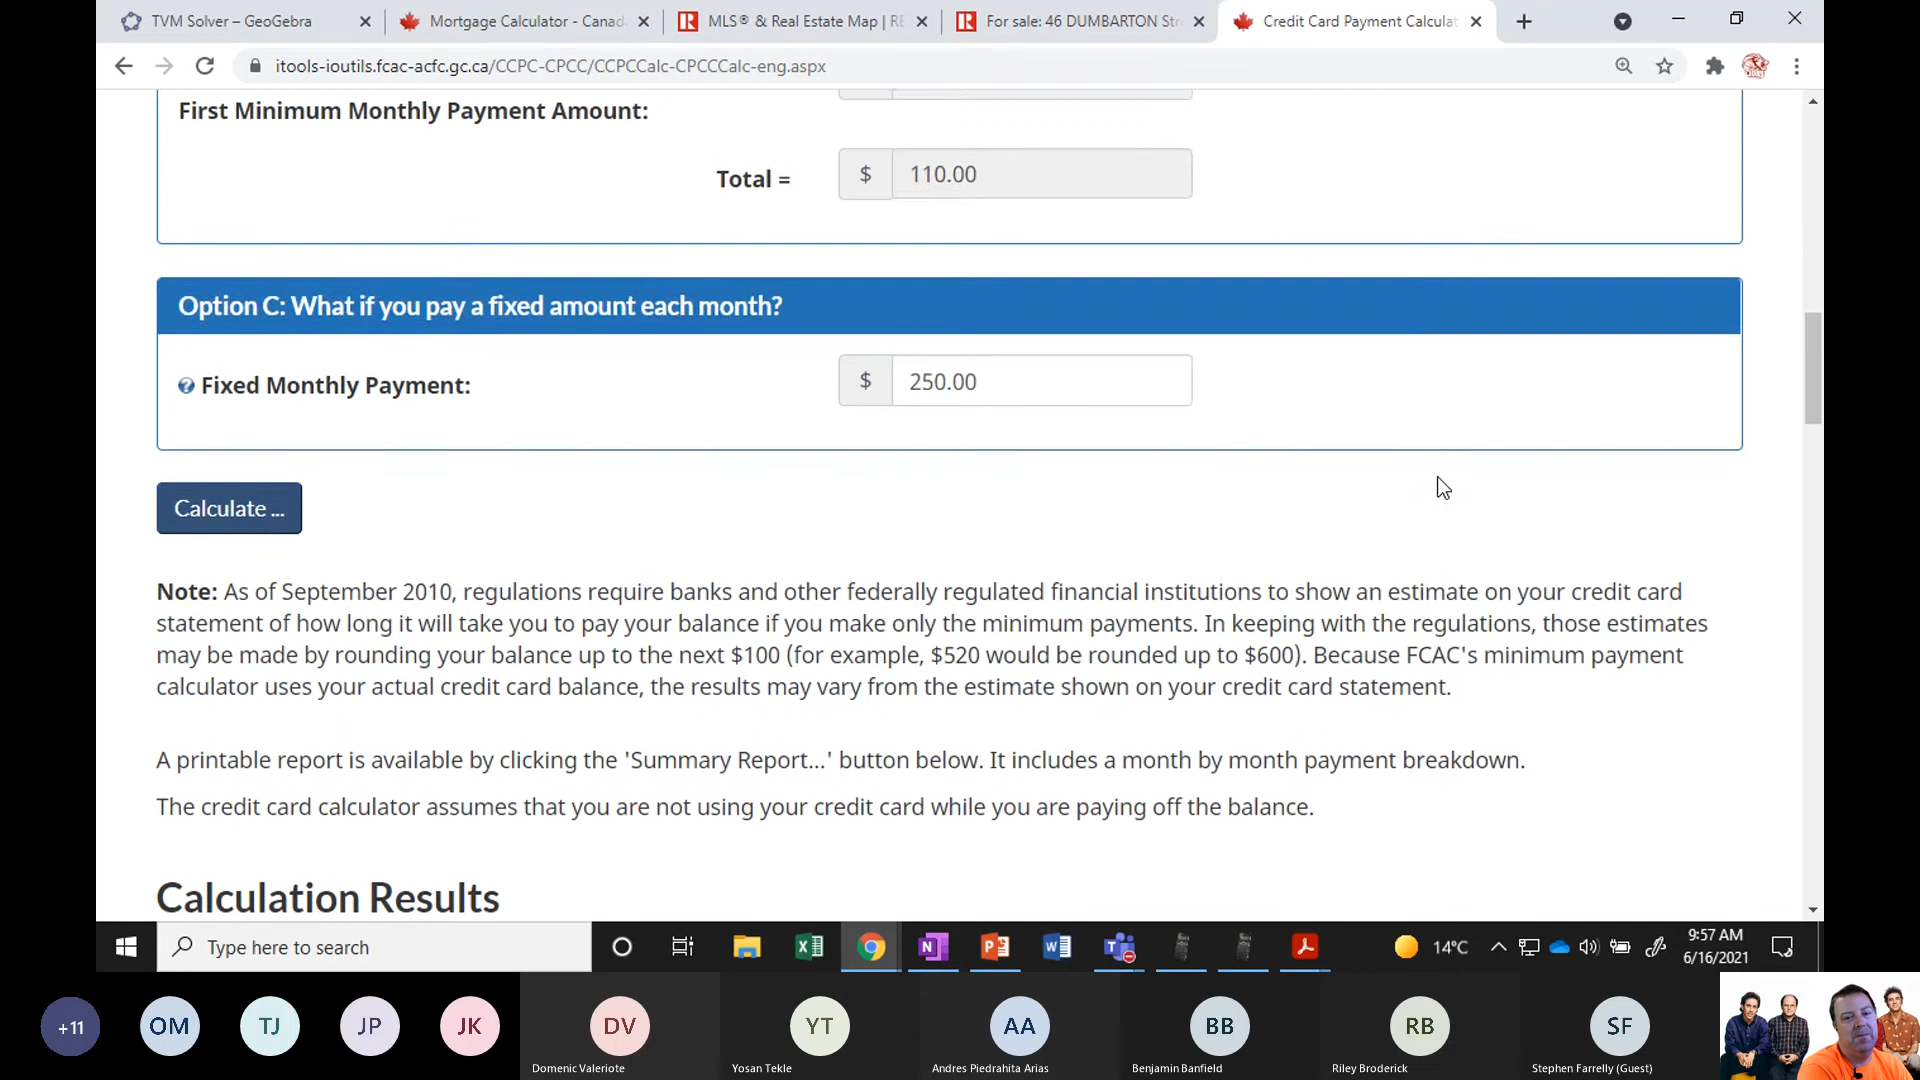 TVM Solver – GeoGebra
Mortgage Calculator - Canad
MLS® & Real Estate Map | RE
For sale: 46 DUMBARTON Str
Credit Card Payment Calculat
itools-ioutils.fcac-acfc.gc.ca/CCPC-CPCC/CCPCCalc-CPCCCalc-eng.aspx
First Minimum Monthly Payment Amount:
Total = $ 110.00
Option C: What if you pay a fixed amount each month?
Fixed Monthly Payment: $ 250.00
Calculate ...
Note: As of September 2010, regulations require banks and other federally regulated financial institutions to show an estimate on your credit card
statement of how long it will take you to pay your balance if you make only the minimum payments. In keeping with the regulations, those estimates
may be made by rounding your balance up to the next $100 (for example, $520 would be rounded up to $600). Because FCAC's minimum payment
calculator uses your actual credit card balance, the results may vary from the estimate shown on your credit card statement.
A printable report is available by clicking the 'Summary Report...' button below. It includes a month by month payment breakdown.
The credit card calculator assumes that you are not using your credit card while you are paying off the balance.
Calculation Results
Type here to search
14°C
9:57 AM
6/16/2021
+11
OM
TJ
JP
JK
DV
YT
AA
BB
RB
SF
Domenic Valeriote
Yosan Tekle
Andres Piedrahita Arias
Benjamin Banfield
Riley Broderick
Stephen Farrelly (Guest)